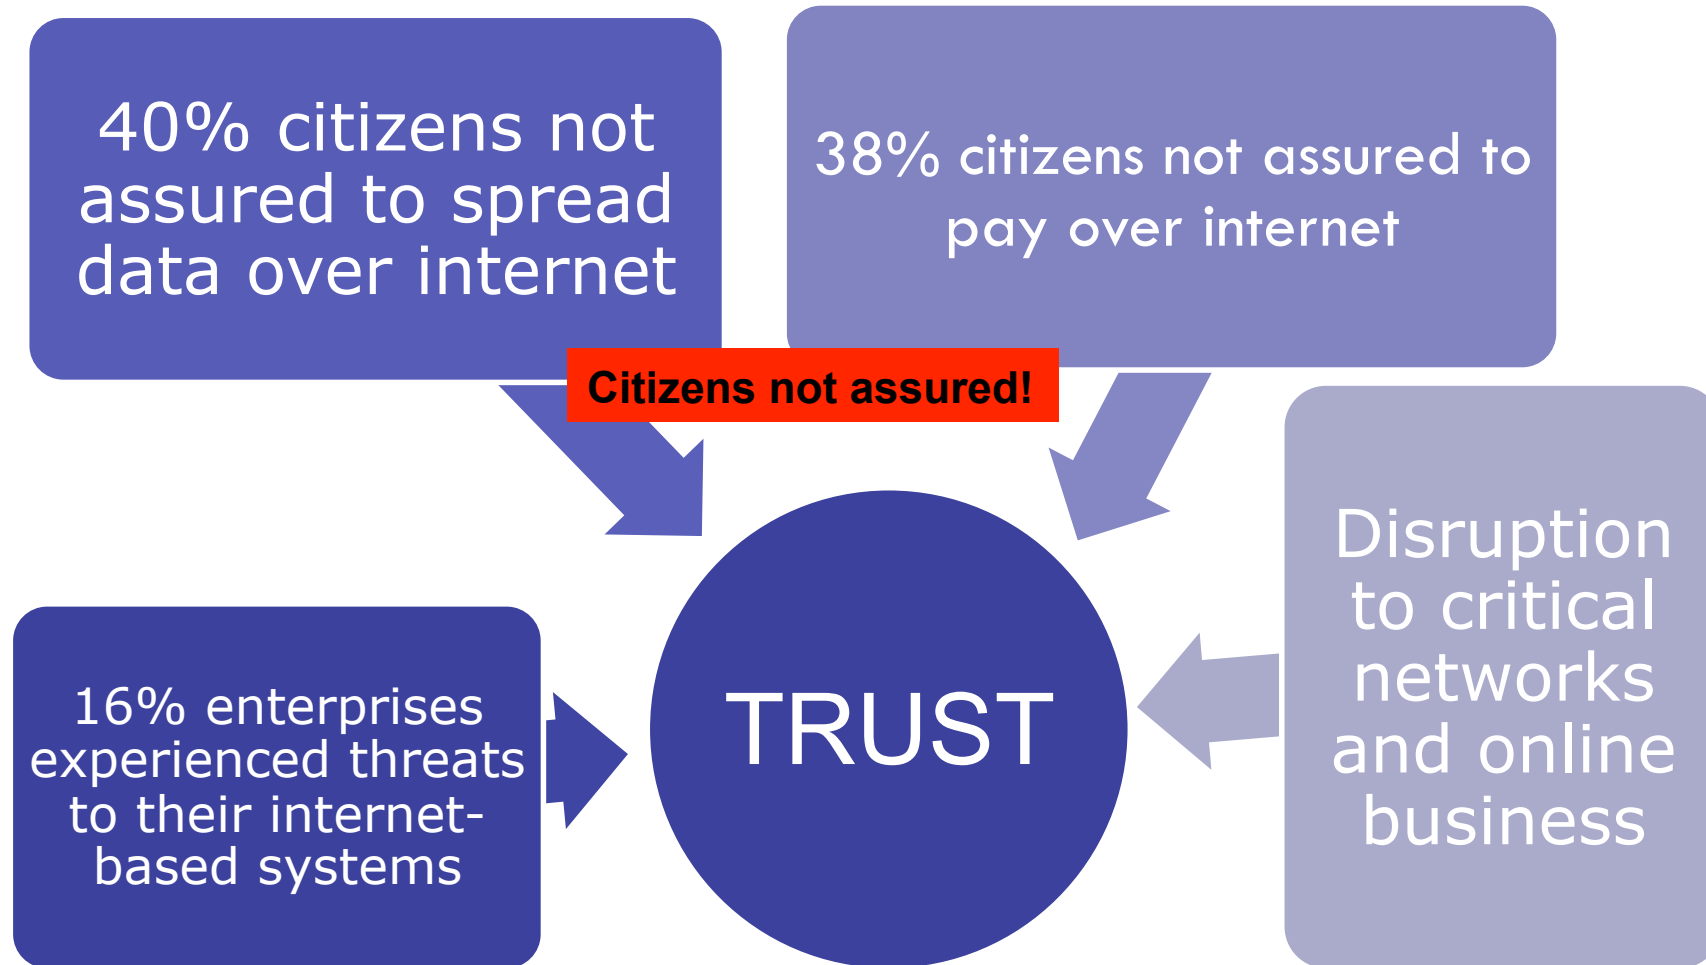 40% citizens not
assured to spread
data over internet
38% citizens not assured to
pay over internet
Citizens not assured!
16% enterprises
experienced threats
to their internet-
based systems
TRUST
Disruption
to critical
networks
and online
business